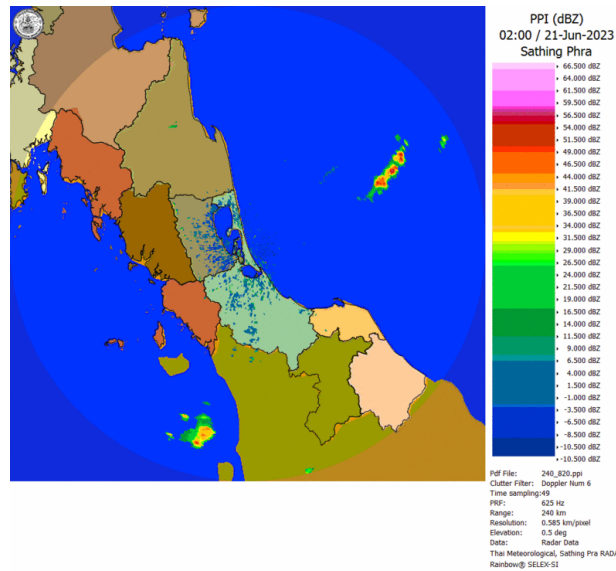 PPI (dBZ)
02:00 / 21-Jun-2023
Sathing Phra
66.500 dBZ
64.000 dBZ
61.500 dBZ
59.500 dBZ
56.500 dBZ
54.000 dBZ
49.000 dBZ
46.500 dBZ
44.000 dBZ
41.500 dBZ
39.000 dBZ
36.500 dBZ
34.000 dBZ
31.500 dBZ
29.000 dBZ
26.500 dBZ
24.000 dBZ
21.500 dBZ
19.000 dBZ
16.500 dBZ
14.000 dBZ
11.500 dBZ
9.000 dBZ
6.500 dBZ
4.000 dBZ
1.500 dBZ
-1.000 dBZ
-3.500 dBZ
-6.500 dBZ
-8.500 dBZ
-10.500 dBZ
-10.500 dBZ
Pdf File: 240_820.ppi
Clutter Filter: Doppler Num 6
Time sampling:49
PRF: 625 Hz
Range: 240 km
Resolution: 0.585 km/pixel
Elevation: 0.5 deg
Data: Radar Data
Thai Meteorological, Sathing Pra RADA
Rainbow® SELEX-SI